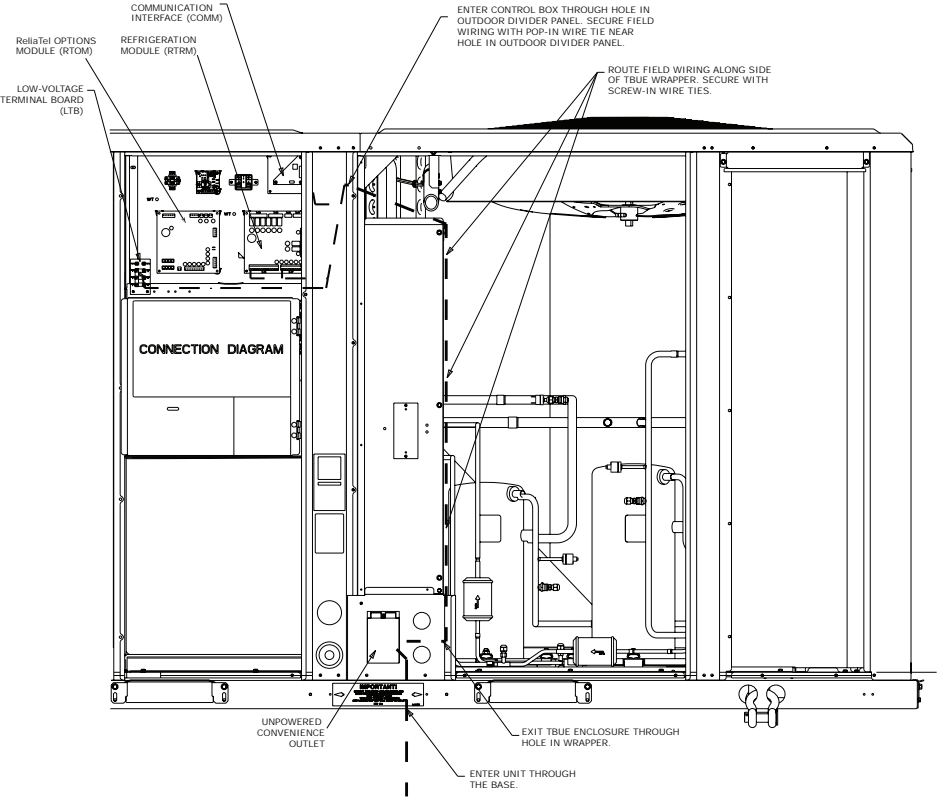 COMMUNICATION
INTERFACE (COMM)
ENTER CONTROL BOX THROUGH HOLE IN
OUTDOOR DIVIDER PANEL. SECURE FIELD
WIRING WITH POP-IN WIRE TIE NEAR
HOLE IN OUTDOOR DIVIDER PANEL.
ReliaTel OPTIONS
MODULE (RTOM)
REFRIGERATION
MODULE (RTRM)
ROUTE FIELD WIRING ALONG SIDE
OF TBUE WRAPPER. SECURE WITH
SCREW-IN WIRE TIES.
LOW-VOLTAGE
TERMINAL BOARD
(LTB)
CONNECTION DIAGRAM
IMPORTANT!
UNPOWERED
CONVENIENCE
OUTLET
EXIT TBUE ENCLOSURE THROUGH
HOLE IN WRAPPER.
ENTER UNIT THROUGH
THE BASE.